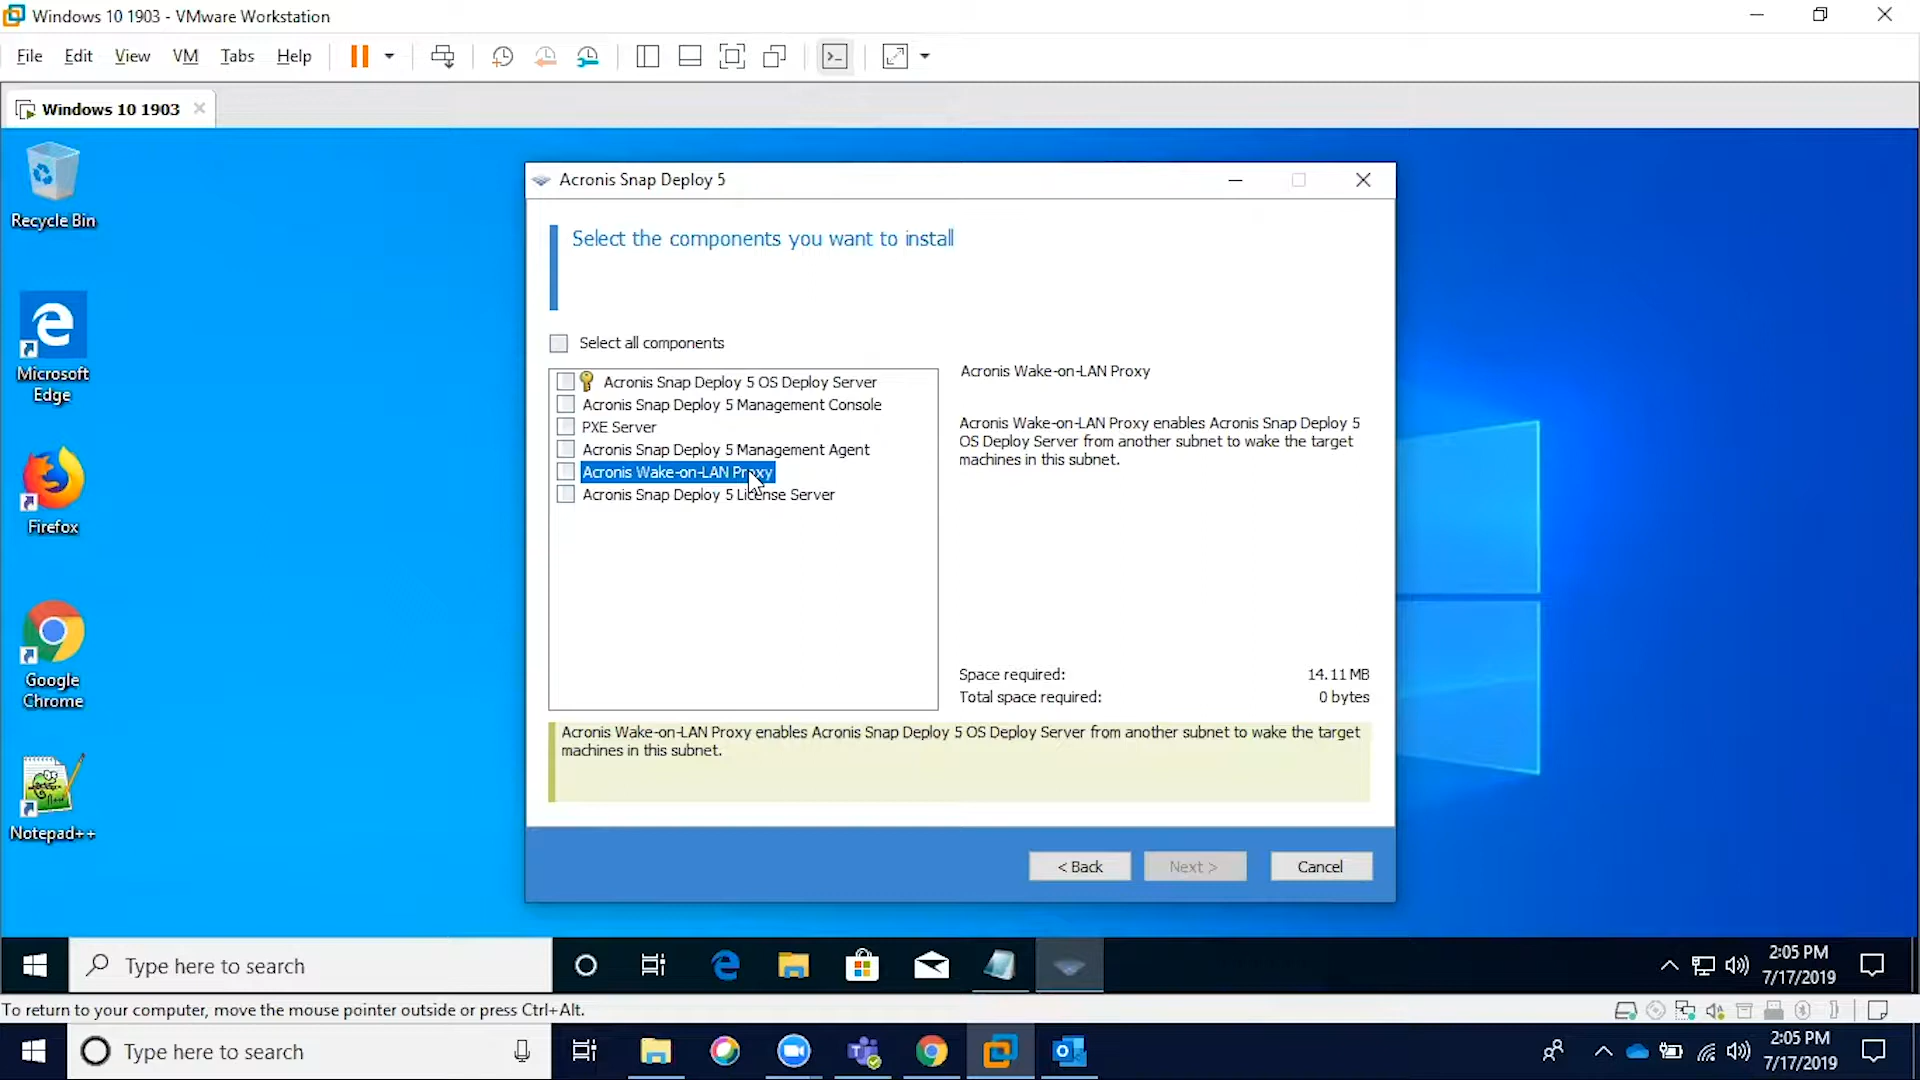 Windows 10 1903 - VMware Workstation
File Edit View VM Tabs Help
Windows 10 1903
Recycle Bin
Microsoft
Edge
Firefox
Google
Chrome
Notepad++
Acronis Snap Deploy 5
Select the components you want to install
Select all components
Acronis Snap Deploy 5 OS Deploy Server
Acronis Snap Deploy 5 Management Console
PXE Server
Acronis Snap Deploy 5 Management Agent
Acronis Wake-on-LAN Proxy
Acronis Snap Deploy 5 License Server
Acronis Wake-on-LAN Proxy
Acronis Wake-on-LAN Proxy enables Acronis Snap Deploy 5
OS Deploy Server from another subnet to wake the target
machines in this subnet.
Space required: 14.11 MB
Total space required: 0 bytes
Acronis Wake-on-LAN Proxy enables Acronis Snap Deploy 5 OS Deploy Server from another subnet to wake the target
machines in this subnet.
< Back Next > Cancel
Type here to search
2:05 PM
7/17/2019
To return to your computer, move the mouse pointer outside or press Ctrl+Alt.
Type here to search
2:05 PM
7/17/2019